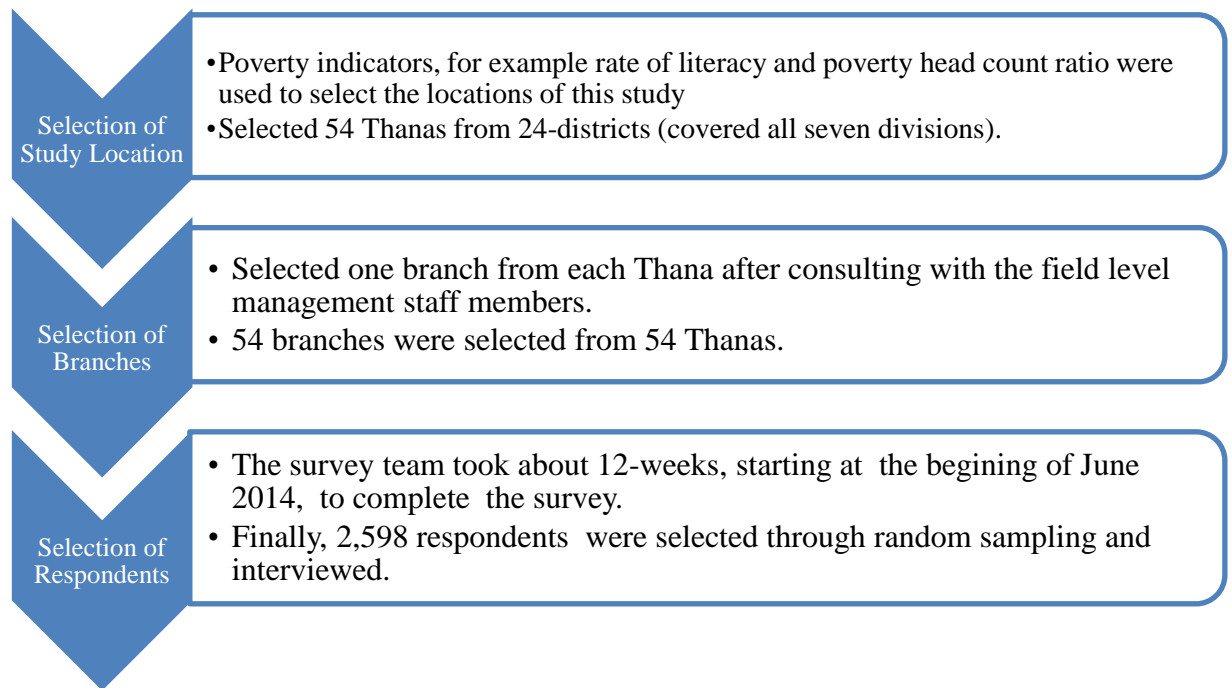 Selection of
Study Location
•Poverty indicators, for example rate of literacy and poverty head count ratio were
used to select the locations of this study
•Selected 54 Thanas from 24-districts (covered all seven divisions).
Selection of
Branches
• Selected one branch from each Thana after consulting with the field level
management staff members.
• 54 branches were selected from 54 Thanas.
Selection of
Respondents
• The survey team took about 12-weeks, starting at the begining of June
2014, to complete the survey.
• Finally, 2,598 respondents were selected through random sampling and
interviewed.